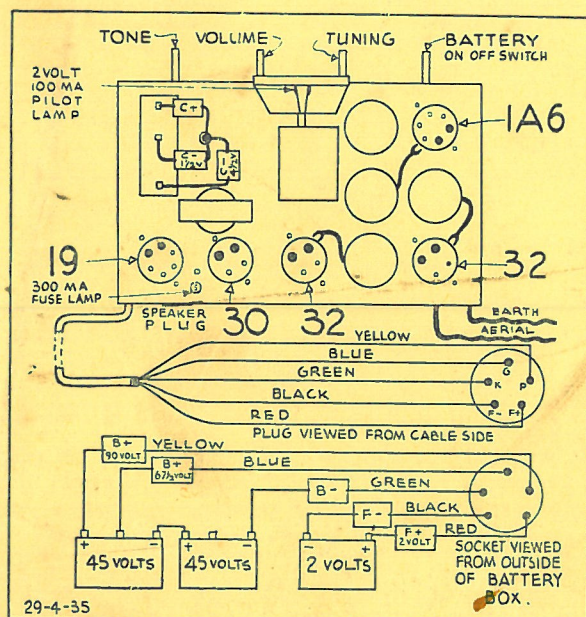 TONE VOLUME TUNING BATTERY
ON OFF SWITCH
2 VOLT
100 MA
PILOT
LAMP
C+
C-
1½V
C-
4½V
1A6
19
300 MA
FUSE LAMP
SPEAKER
PLUG
30
32
32
EARTH
AERIAL
YELLOW
BLUE
GREEN
BLACK
RED
G
K
P
F-
F+
PLUG VIEWED FROM CABLE SIDE
B+
90 VOLT
YELLOW
B+
67½ VOLT
BLUE
B-
GREEN
F-
BLACK
F+
2 VOLT
RED
+ -
45 VOLTS
+ -
45 VOLTS
- +
2 VOLTS
SOCKET VIEWED
FROM OUTSIDE
OF BATTERY
BOX.
29-4-35